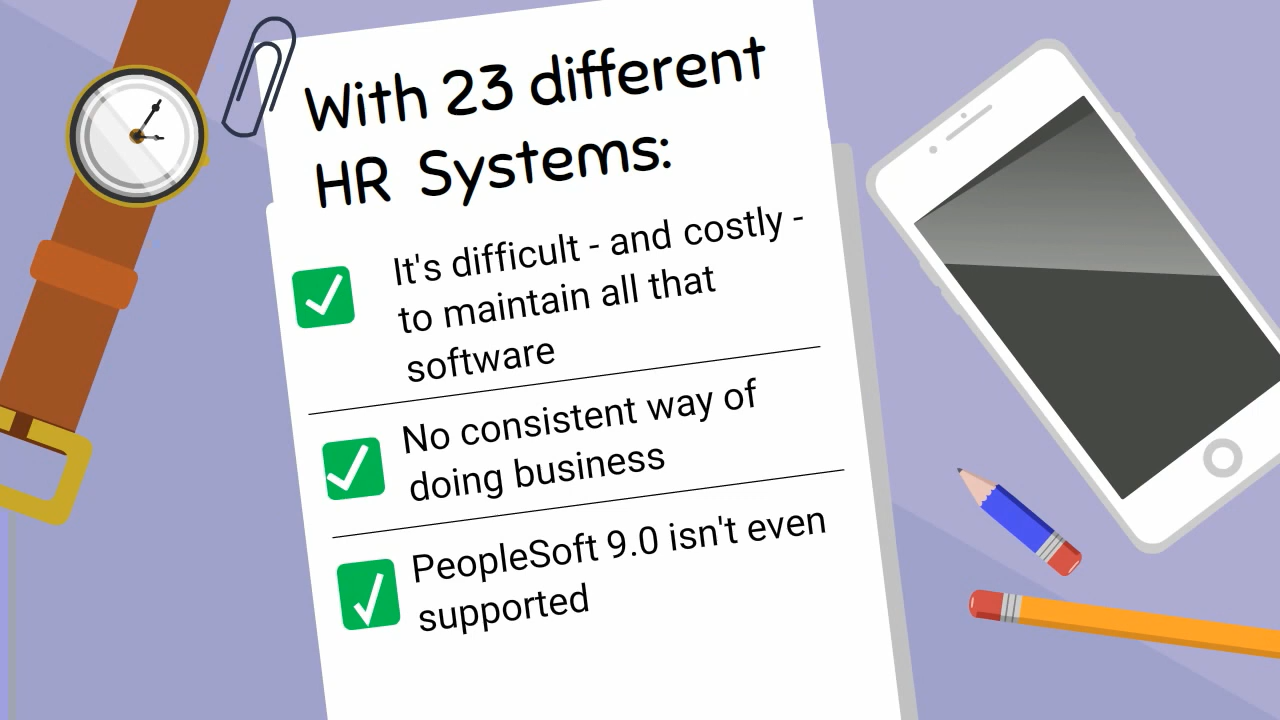 With 23 different
HR Systems:
It's difficult - and costly -
to maintain all that
software
No consistent way of
doing business
PeopleSoft 9.0 isn't even
supported